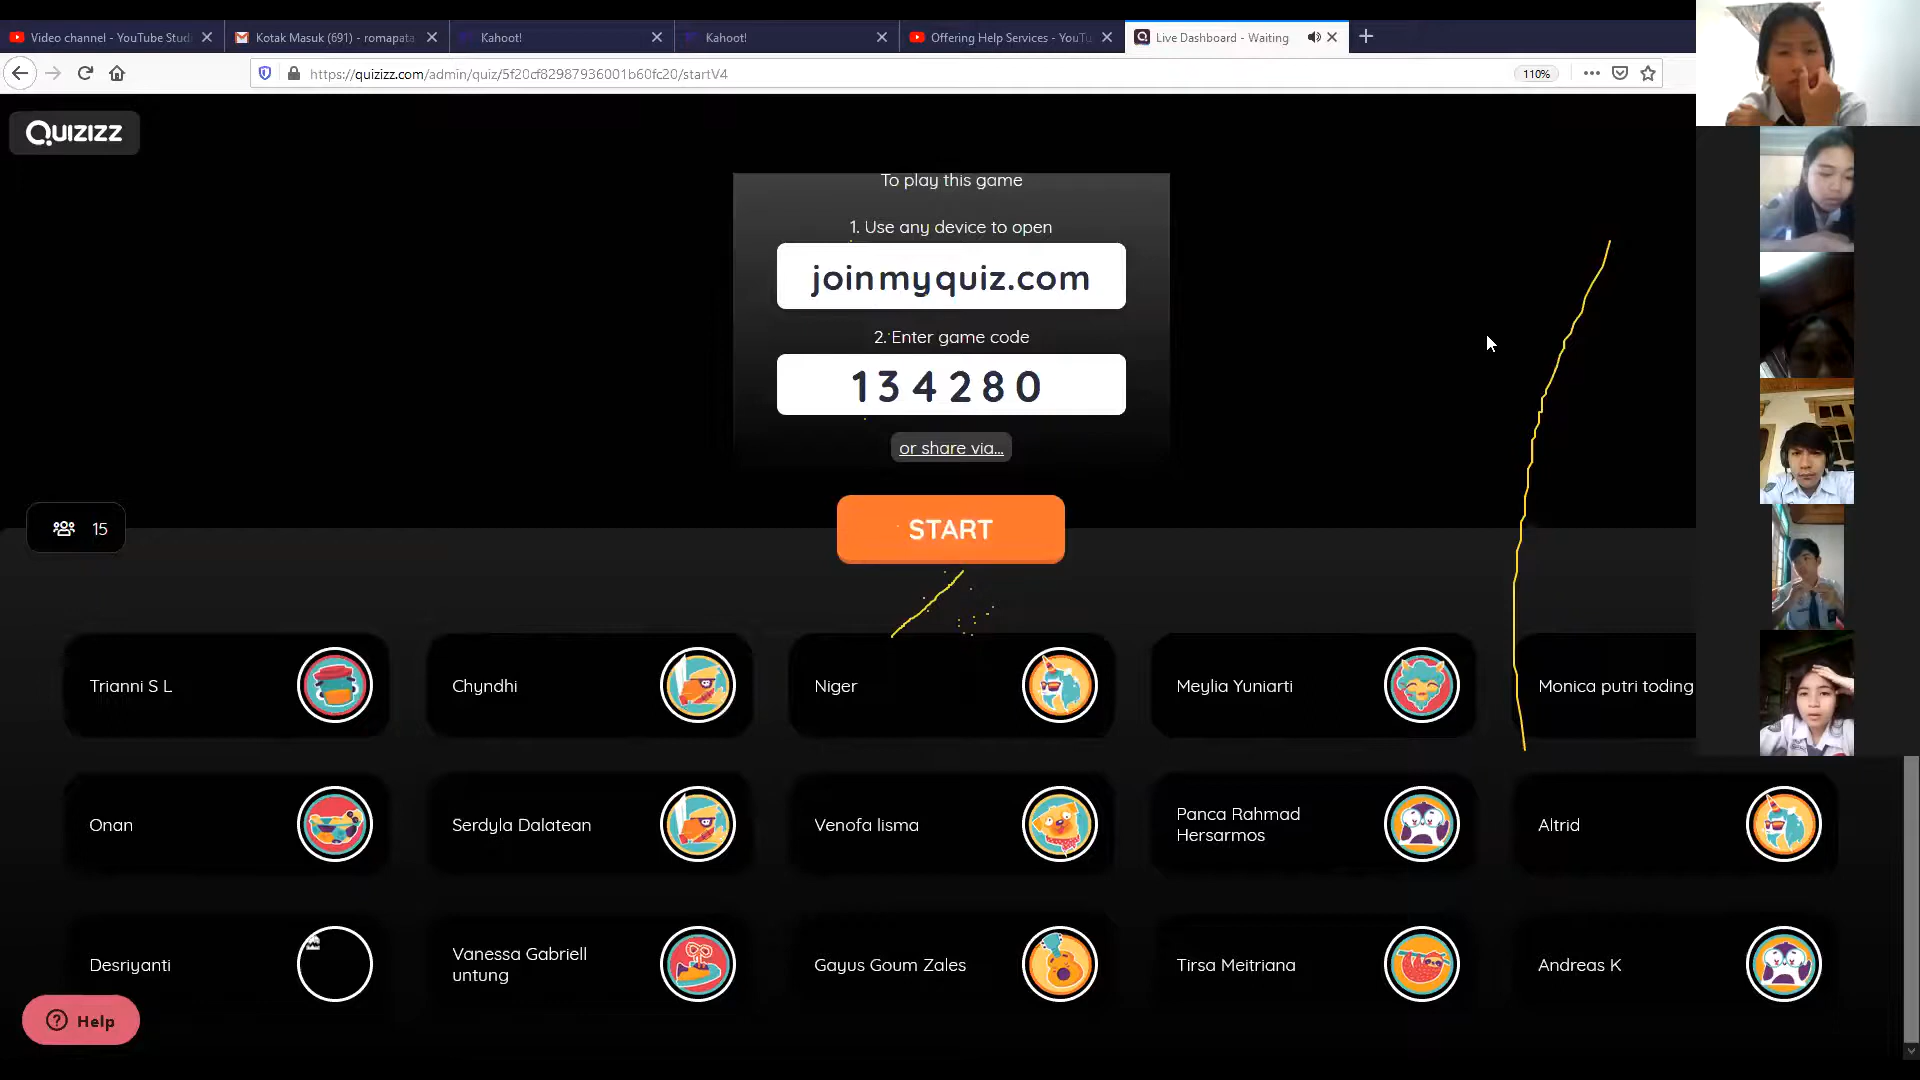 Video channel - YouTube Studi
Kotak Masuk (691) - romapata
Kahoot!
Kahoot!
Offering Help Services - YouTu
Live Dashboard - Waiting
https://quizizz.com/admin/quiz/5f20cf82987936001b60fc20/startV4
110%
Quizizz
To play this game
1. Use any device to open
joinmyquiz.com
2. Enter game code
134280
or share via...
15
START
Trianni S L
Chyndhi
Niger
Meylia Yuniarti
Monica putri toding
Onan
Serdyla Dalatean
Venofa lisma
Panca Rahmad
Hersarmos
Altrid
Desriyanti
Vanessa Gabriell
untung
Gayus Goum Zales
Tirsa Meitriana
Andreas K
Help